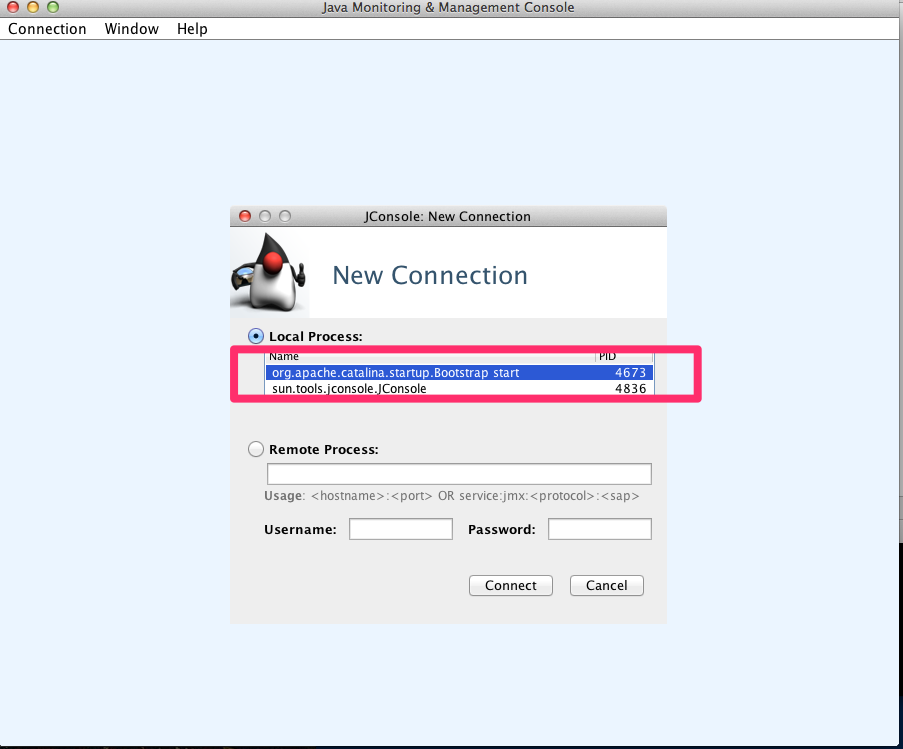 Java Monitoring & Management Console
Connection Window Help
JConsole: New Connection
New Connection
Local Process:
Name PID
org.apache.catalina.startup.Bootstrap start 4673
sun.tools.jconsole.JConsole 4836
Remote Process:
Usage: <hostname>:<port> OR service:jmx:<protocol>:<sap>
Username: Password:
Connect Cancel